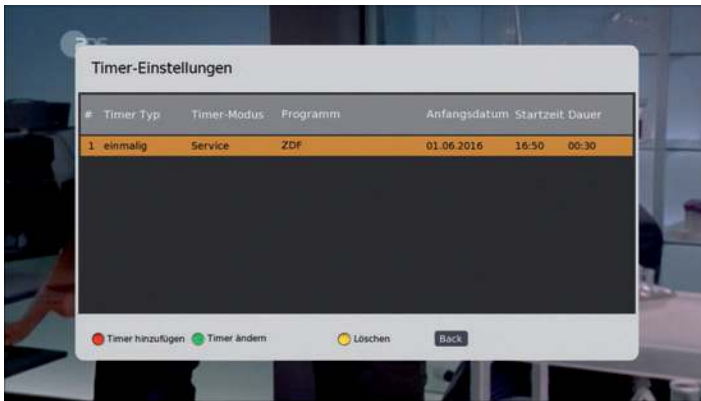 ZDF
Timer-Einstellungen
# Timer Typ Timer-Modus Programm Anfangsdatum Startzeit Dauer
1 einmalig Service ZDF 01.06.2016 16:50 00:30
Timer hinzufügen Timer ändern Löschen Back